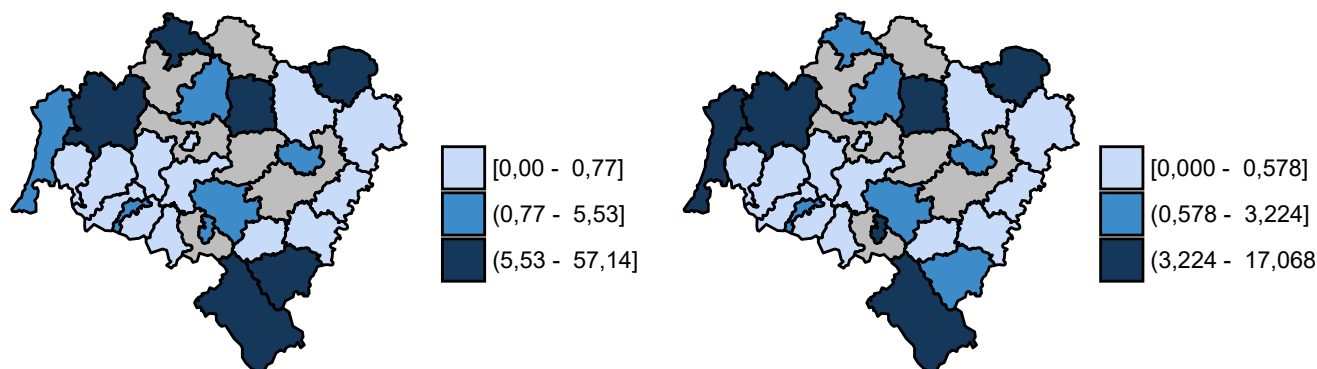 [0,00 -  0,77]
(0,77 -  5,53]
(5,53 -  57,14]
[0,000 -  0,578]
(0,578 -  3,224]
(3,224 -  17,068